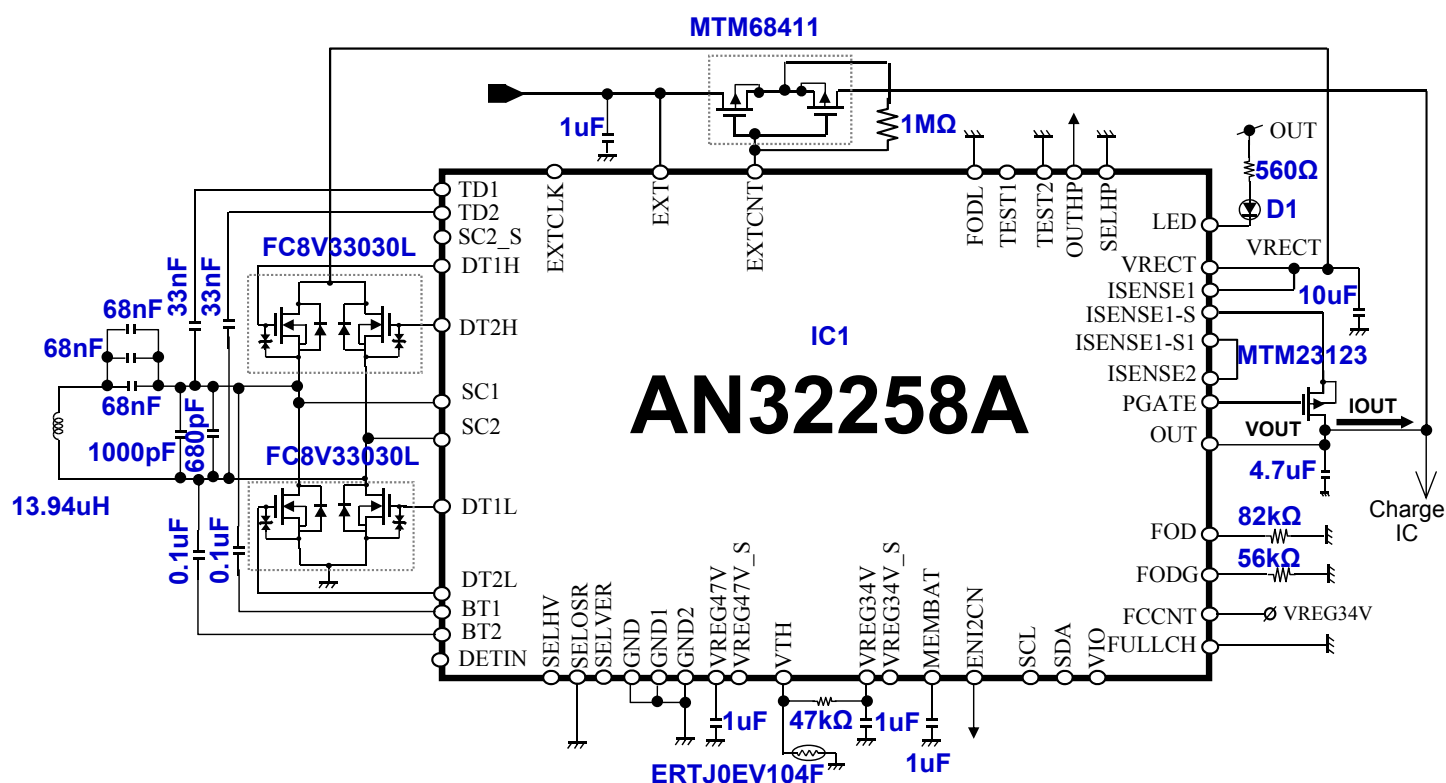 MTM68411
1uF
1MΩ
OUT
560Ω
D1
LED
EXTCLK
EXT
EXTCNT
FODL
TEST1
TEST2
OUTHP
SELHP
TD1
TD2
SC2_S
DT1H
DT2H
SC1
SC2
DT1L
DT2L
BT1
BT2
DETIN
FC8V33030L
33nF
33nF
68nF
68nF
68nF
1000pF
680pF
13.94uH
FC8V33030L
0.1uF
0.1uF
IC1
AN32258A
VRECT
VRECT
ISENSE1
10uF
ISENSE1-S
ISENSE1-S1
MTM23123
ISENSE2
PGATE
IOUT
OUT
VOUT
4.7uF
Charge
IC
FOD
82kΩ
FODG
56kΩ
FCCNT
VREG34V
FULLCH
SELHV
SELOSR
SELVER
GND
GND1
GND2
VREG47V
VREG47V_S
VTH
VREG34V
VREG34V_S
MEMBAT
ENI2CN
SCL
SDA
VIO
1uF
47kΩ
1uF
1uF
ERTJ0EV104F